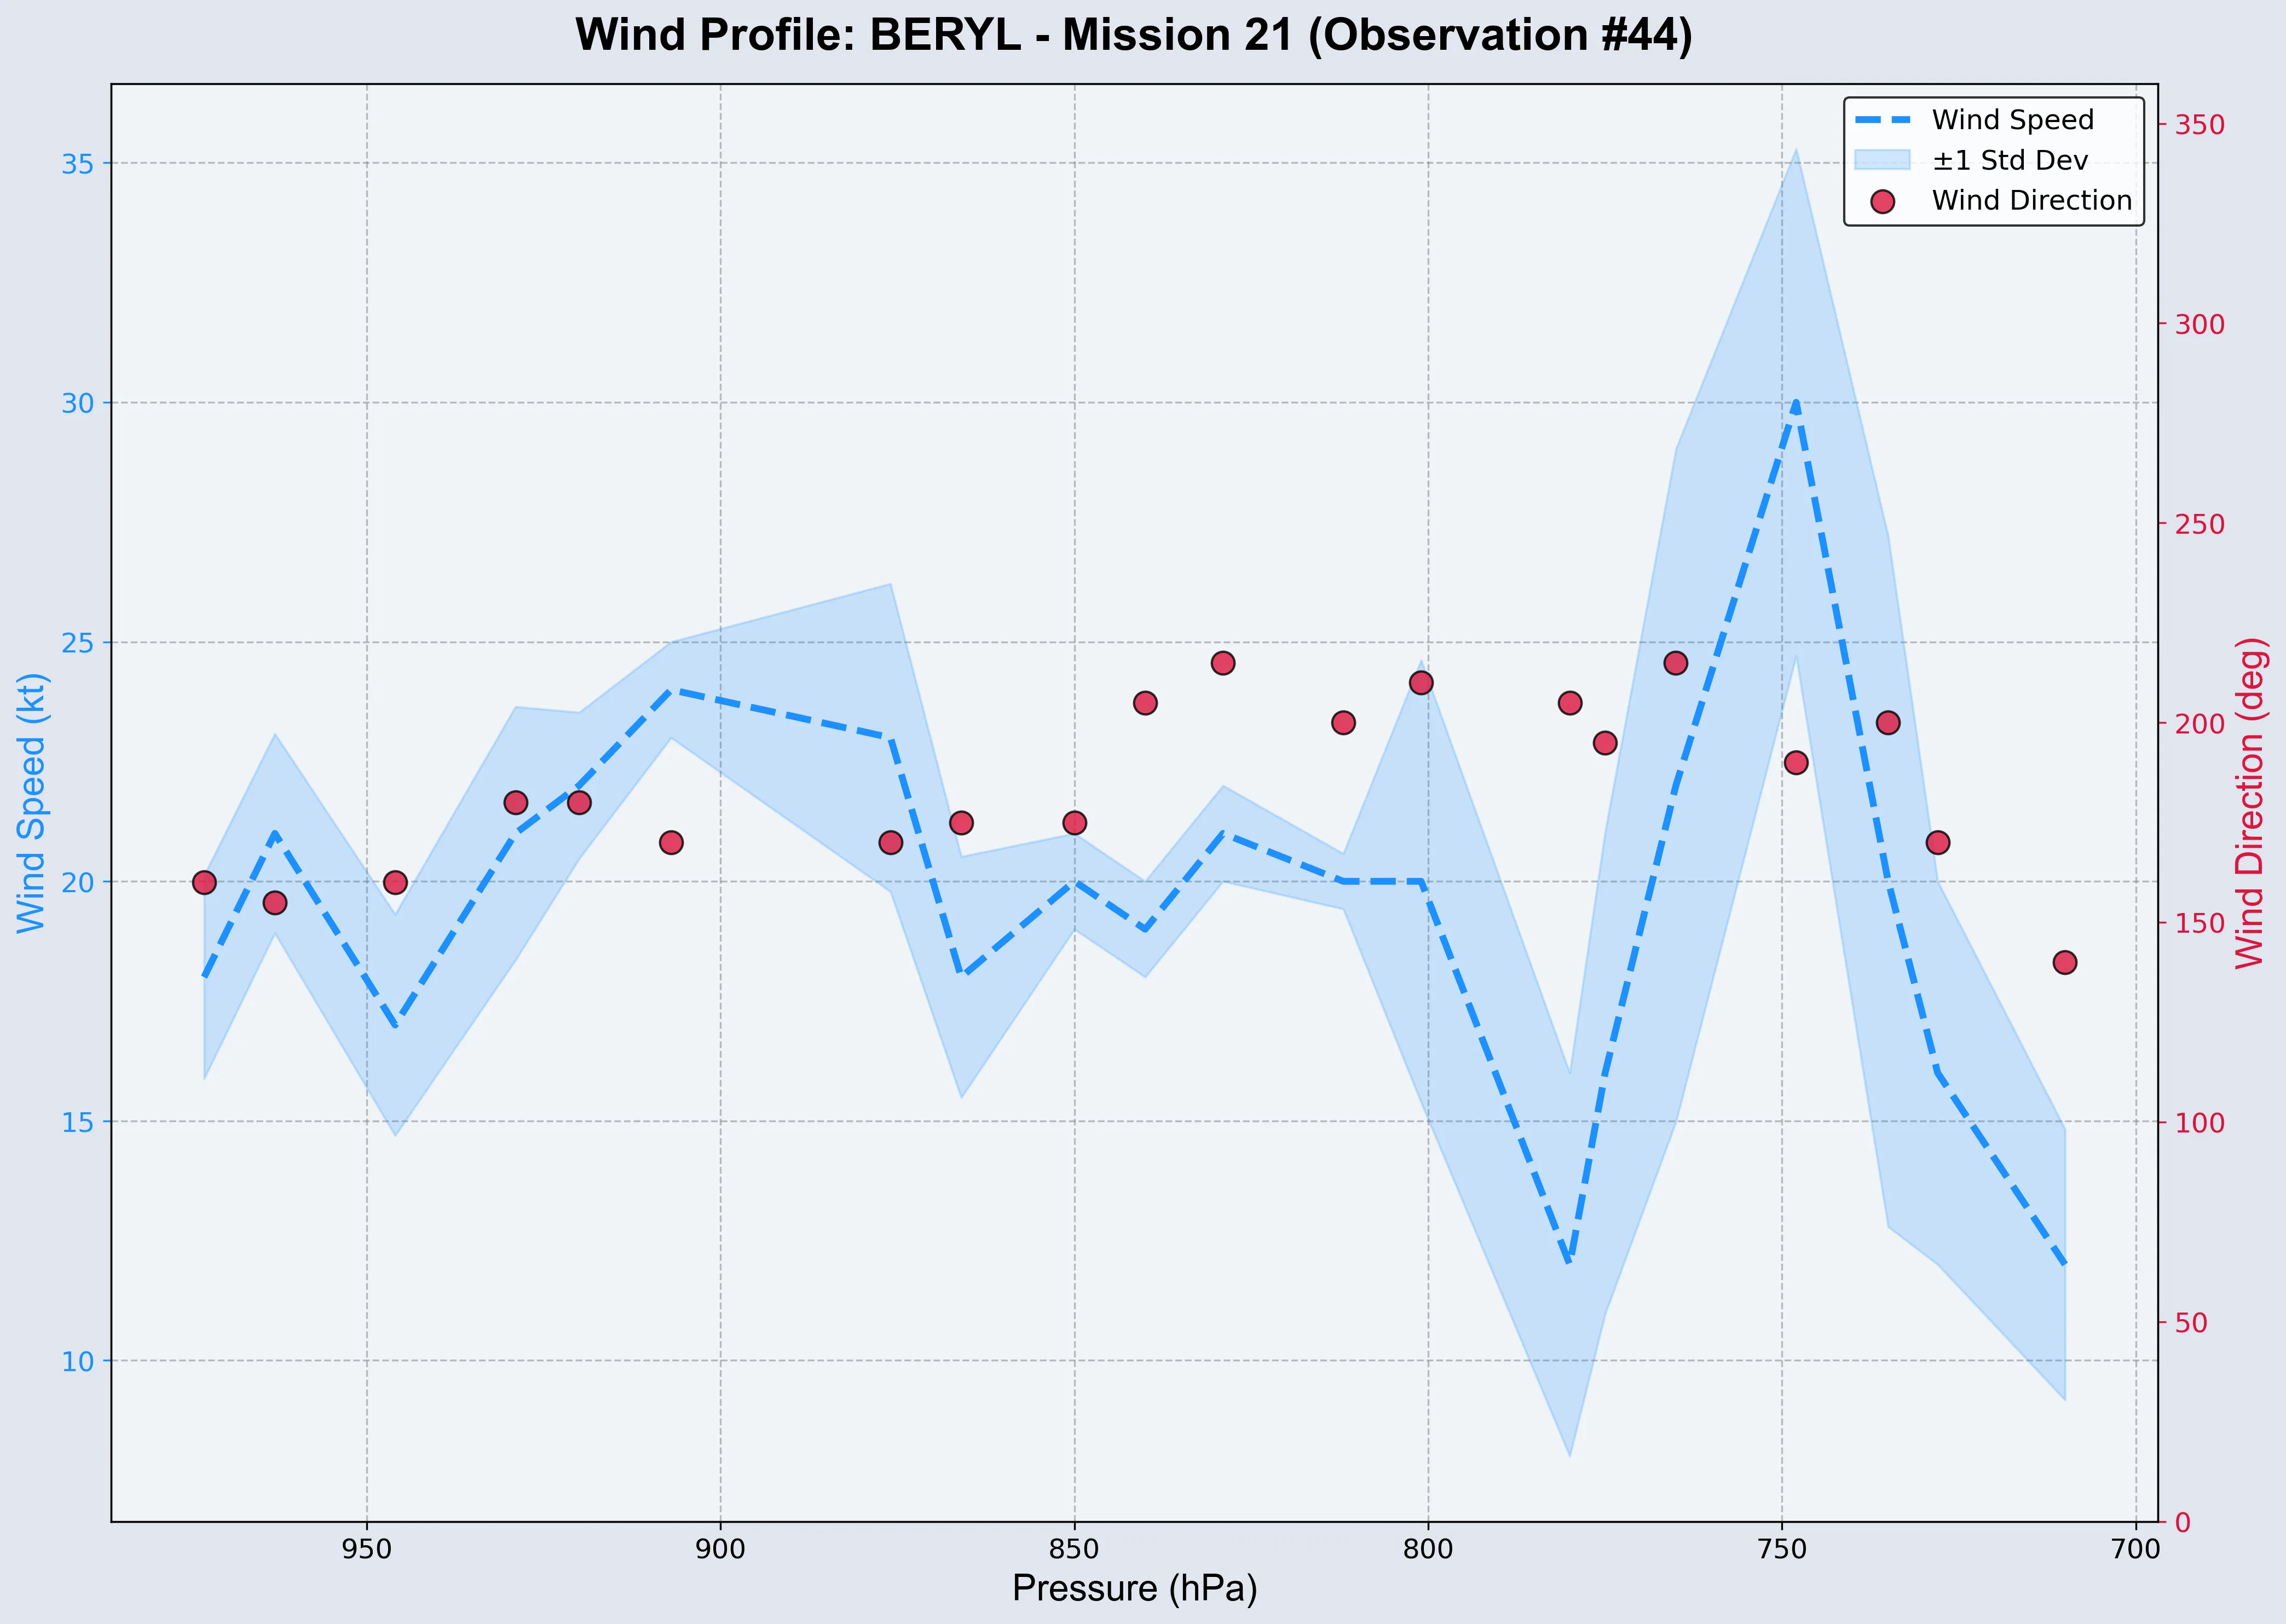 Wind Profile: BERYL - Mission 21 (Observation #44)
Wind Speed
±1 Std Dev
Wind Direction
35
30
25
20
15
10
Wind Speed (kt)
350
300
250
200
150
100
50
0
Wind Direction (deg)
950
900
850
800
750
700
Pressure (hPa)